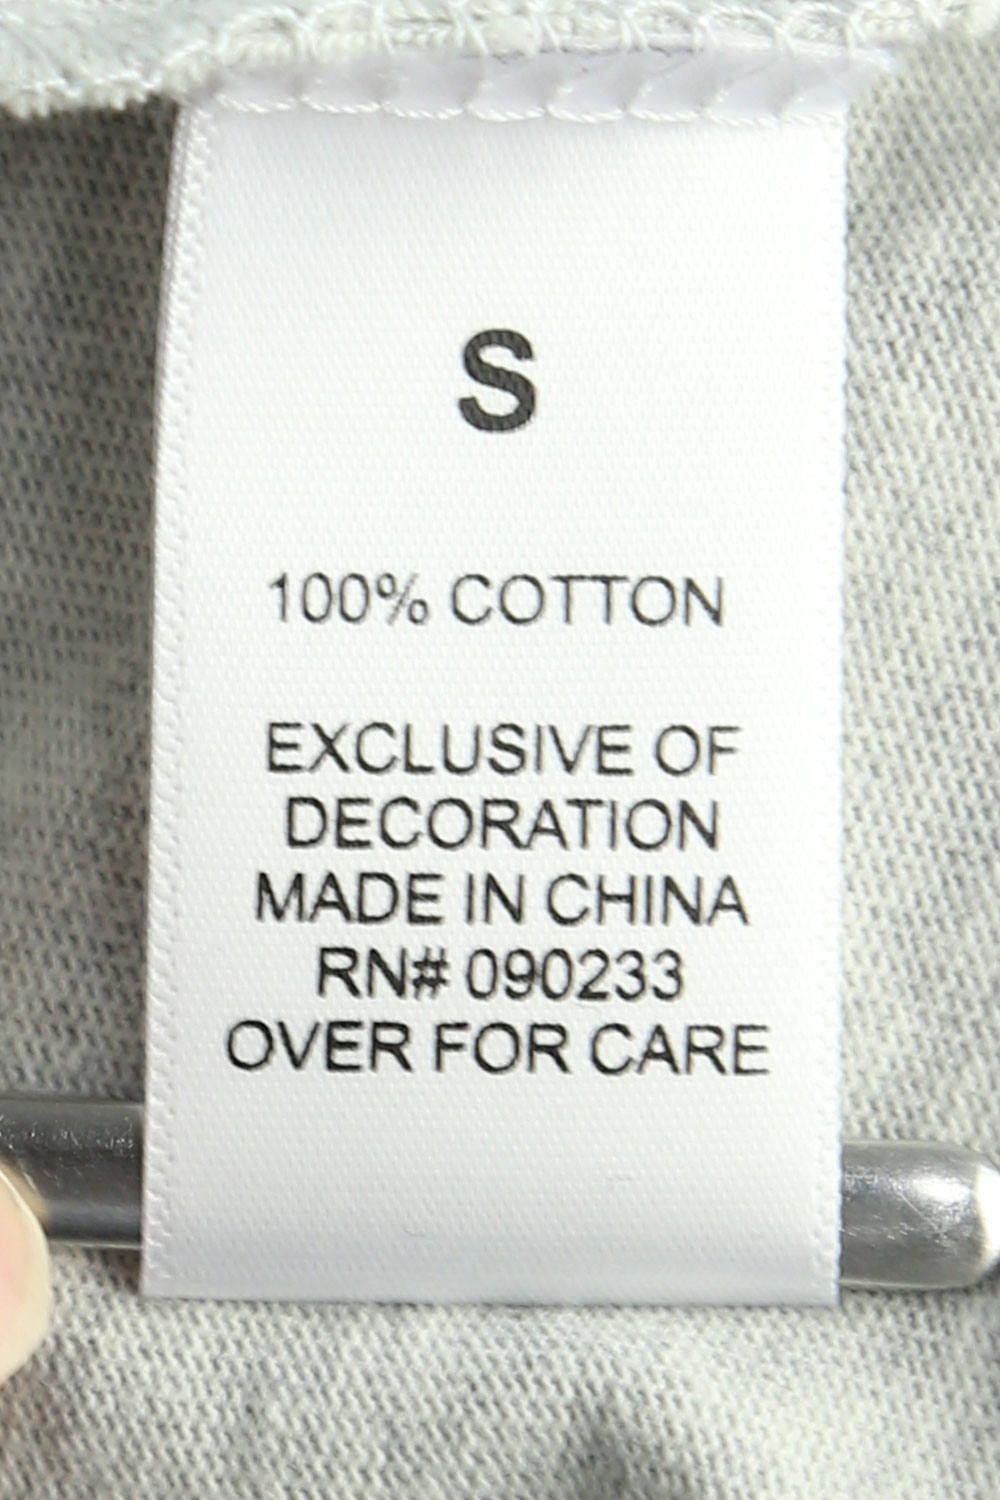 S
100% COTTON
EXCLUSIVE OF
DECORATION
MADE IN CHINA
RN# 090233
OVER FOR CARE